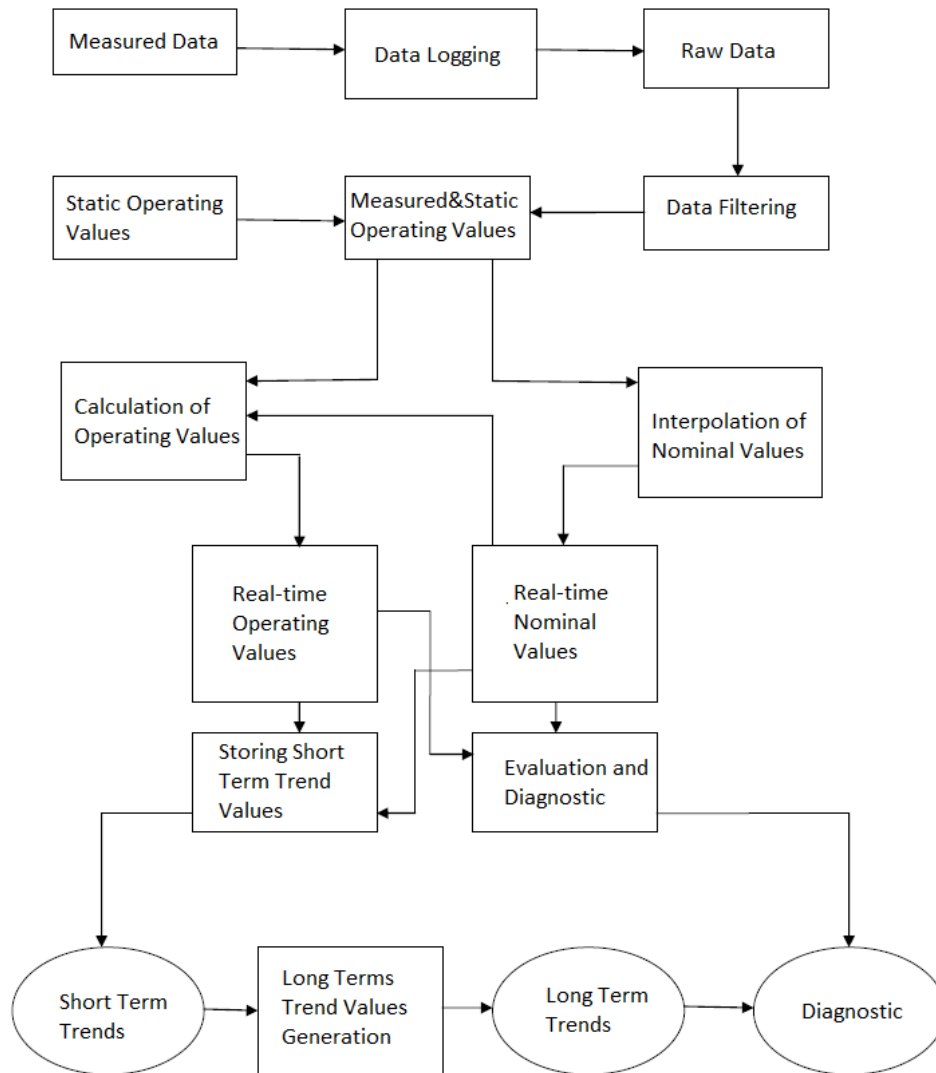 Measured Data
Data Logging
Raw Data
Static Operating
Values
Measured&Static
Operating Values
Data Filtering
Calculation of
Operating Values
Interpolation of
Nominal Values
Real-time
Operating
Values
Real-time
Nominal
Values
Storing Short
Term Trend
Values
Evaluation and
Diagnostic
Short Term
Trends
Long Terms
Trend Values
Generation
Long Term
Trends
Diagnostic